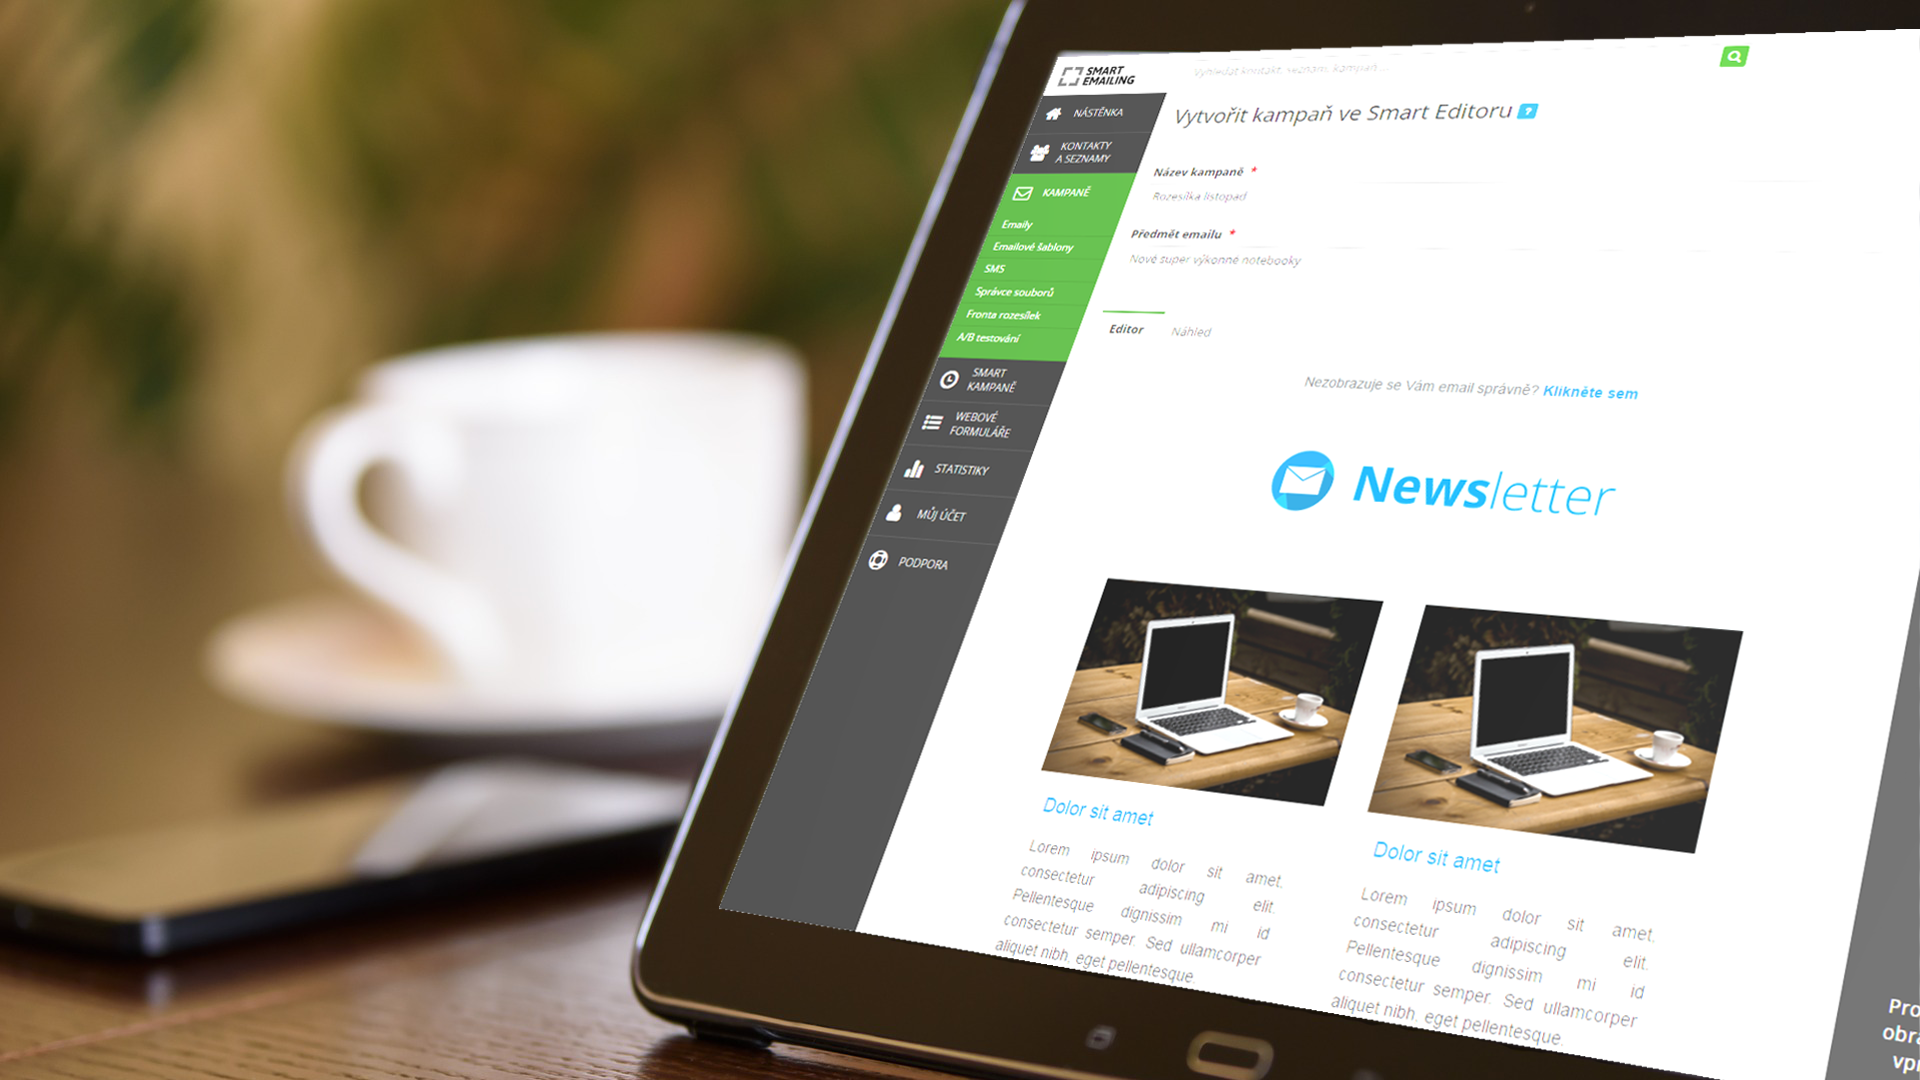 SMART
EMAILING
Vyhledat kontakt, seznam, kampaň ...
NÁSTĚNKA
KONTAKTY
A SEZNAMY
KAMPANĚ
Emaily
Emailové šablony
SMS
Správce souborů
Fronta rozesílek
A/B testování
SMART
KAMPANĚ
WEBOVÉ
FORMULÁŘE
STATISTIKY
MŮJ ÚČET
PODPORA
Vytvořit kampaň ve Smart Editoru ?
Název kampaně *
Rozesílka listopad
Předmět emailu *
Nové super výkonné notebooky
Editor Náhled
Nezobrazuje se Vám email správně? Klikněte sem
Newsletter
Dolor sit amet
Lorem ipsum dolor sit amet,
consectetur adipiscing elit.
Pellentesque dignissim mi id
consectetur semper. Sed ullamcorper
aliquet nibh, eget pellentesque.
Dolor sit amet
Lorem ipsum dolor sit amet,
consectetur adipiscing elit.
Pellentesque dignissim mi id
consectetur semper. Sed ullamcorper
aliquet nibh, eget pellentesque.